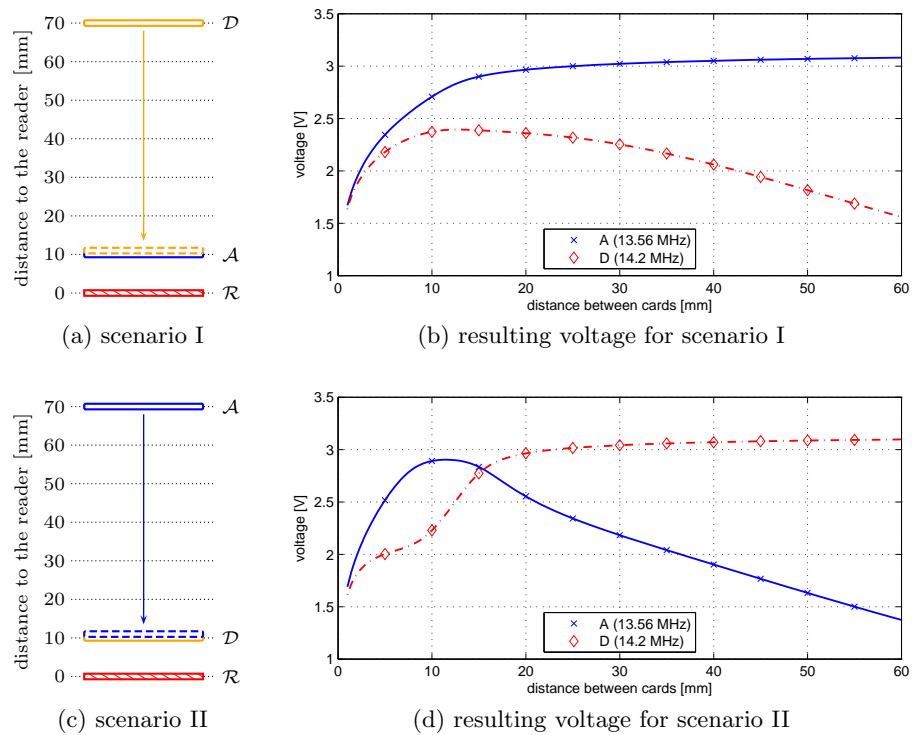 distance to the reader [mm]
70
60
50
40
30
20
10
0
D
A
R
(a) scenario I
voltage [V]
3.5
3
2.5
2
1.5
1
0
10
20
30
40
50
60
A (13.56 MHz)
D (14.2 MHz)
distance between cards [mm]
(b) resulting voltage for scenario I
distance to the reader [mm]
70
60
50
40
30
20
10
0
A
D
R
(c) scenario II
voltage [V]
3.5
3
2.5
2
1.5
1
0
10
20
30
40
50
60
A (13.56 MHz)
D (14.2 MHz)
distance between cards [mm]
(d) resulting voltage for scenario II